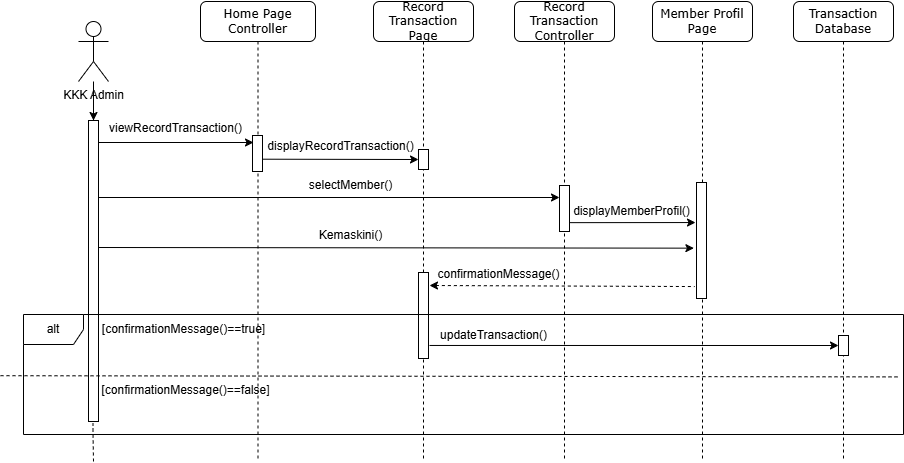 Home Page
Controller
Record
Transaction
Page
Record
Transaction
Controller
Member Profil
Page
Transaction
Database
KKK Admin
viewRecordTransaction()
displayRecordTransaction()
selectMember()
displayMemberProfil()
Kemaskini()
confirmationMessage()
alt
[confirmationMessage()==true]
updateTransaction()
[confirmationMessage()==false]